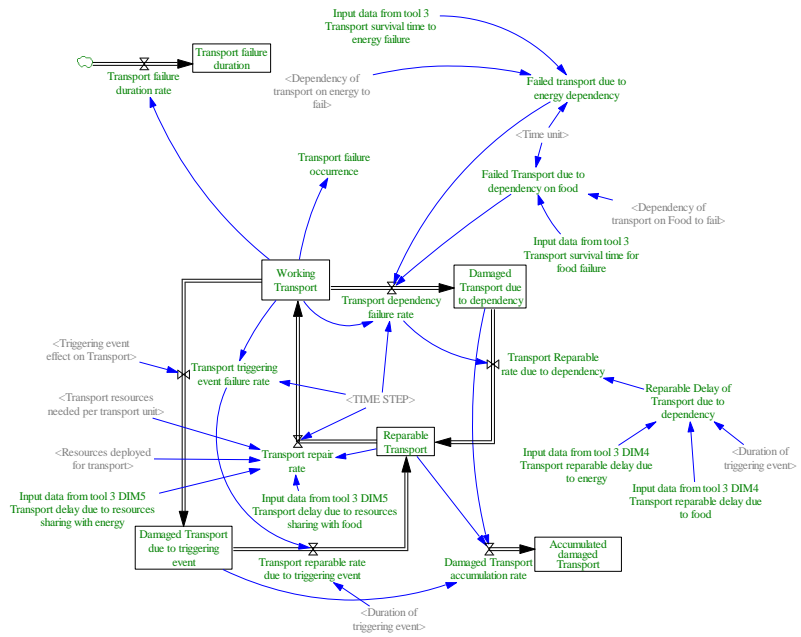 Input data from tool 3
Transport survival time to
energy failure
Transport failure
duration
Transport failure
duration rate
<Dependency of
transport on energy to
fail>
Failed transport due to
energy dependency
<Time unit>
Transport failure
occurrence
Failed Transport due to
dependency on food
<Dependency of
transport on Food to fail>
Input data from tool 3
Transport survival time for
food failure
Working
Transport
Damaged
Transport due
to dependency
Transport dependency
failure rate
<Triggering event
effect on Transport>
Transport triggering
event failure rate
Transport Reparable
rate due to dependency
<Transport resources
needed per transport unit>
<TIME STEP>
Reparable Delay of
Transport due to
dependency
<Resources deployed
for transport>
Transport repair
rate
Reparable
Transport
Input data from tool 3 DIM4
Transport reparable delay due
to energy
<Duration of
triggering event>
Input data from tool 3 DIM5
Transport delay due to resources
sharing with energy
Input data from tool 3 DIM5
Transport delay due to resources
sharing with food
Input data from tool 3 DIM4
Transport reparable delay due
to food
Damaged Transport
due to triggering
event
Transport reparable rate
due to triggering event
Damaged Transport
accumulation rate
Accumulated
damaged
Transport
<Duration of
triggering event>